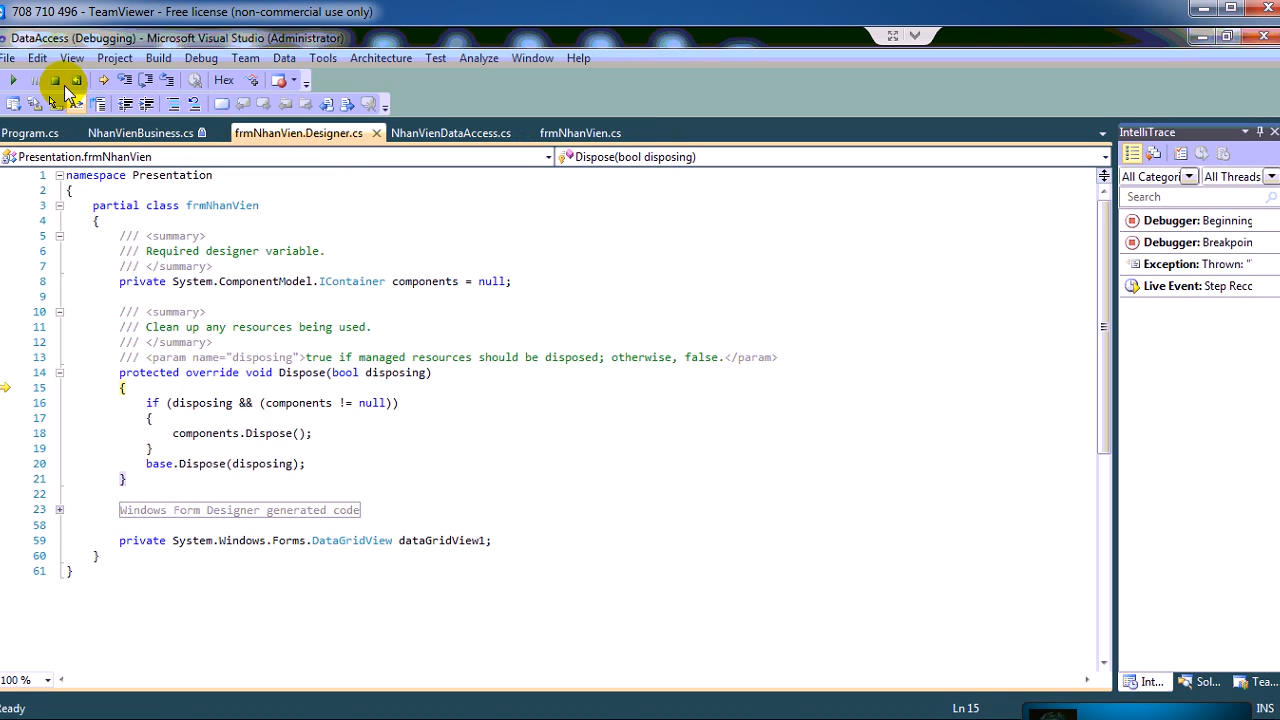 708 710 496 - TeamViewer - Free license (non-commercial use only)
DataAccess (Debugging) - Microsoft Visual Studio (Administrator)
File Edit View Project Build Debug Team Data Tools Architecture Test Analyze Window Help
Hex
Program.cs NhanVienBusiness.cs frmNhanVien.Designer.cs NhanVienDataAccess.cs frmNhanVien.cs
IntelliTrace
Presentation.frmNhanVien Dispose(bool disposing)
All Categori All Threads
Search
Debugger: Beginning
Debugger: Breakpoin
Exception: Thrown: "
Live Event: Step Recc
1 namespace Presentation
2 {
3 partial class frmNhanVien
4 {
5 /// <summary>
6 /// Required designer variable.
7 /// </summary>
8 private System.ComponentModel.IContainer components = null;
9
10 /// <summary>
11 /// Clean up any resources being used.
12 /// </summary>
13 /// <param name="disposing">true if managed resources should be disposed; otherwise, false.</param>
14 protected override void Dispose(bool disposing)
15 {
16 if (disposing && (components != null))
17 {
18 components.Dispose();
19 }
20 base.Dispose(disposing);
21 }
22
23 Windows Form Designer generated code
58
59 private System.Windows.Forms.DataGridView dataGridView1;
60 }
61 }
100 %
Int... Sol... Tea...
Ready Ln 15 INS